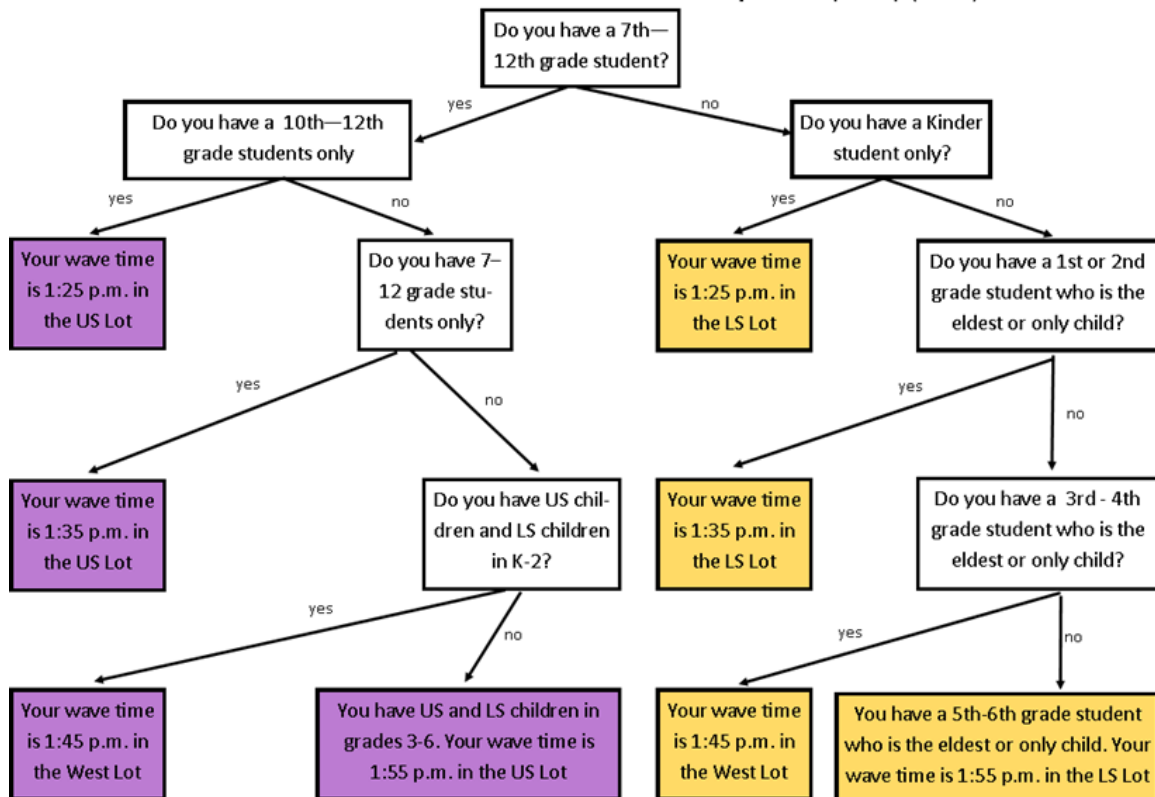 Do you have a 7th—
12th grade student?
yes
no
Do you have a 10th—12th
grade students only
Do you have a Kinder
student only?
yes
no
yes
no
Your wave time
is 1:25 p.m. in
the US Lot
Do you have 7–
12 grade stu-
dents only?
Your wave time
is 1:25 p.m. in
the LS Lot
Do you have a 1st or 2nd
grade student who is the
eldest or only child?
yes
no
yes
no
Your wave time
is 1:35 p.m. in
the US Lot
Do you have US chil-
dren and LS children
in K-2?
Your wave time
is 1:35 p.m. in
the LS Lot
Do you have a 3rd - 4th
grade student who is the
eldest or only child?
yes
no
yes
no
Your wave time
is 1:45 p.m. in
the West Lot
You have US and LS children in
grades 3-6. Your wave time is
1:55 p.m. in the US Lot
Your wave time
is 1:45 p.m. in
the West Lot
You have a 5th-6th grade student
who is the eldest or only child. Your
wave time is 1:55 p.m. in the LS Lot